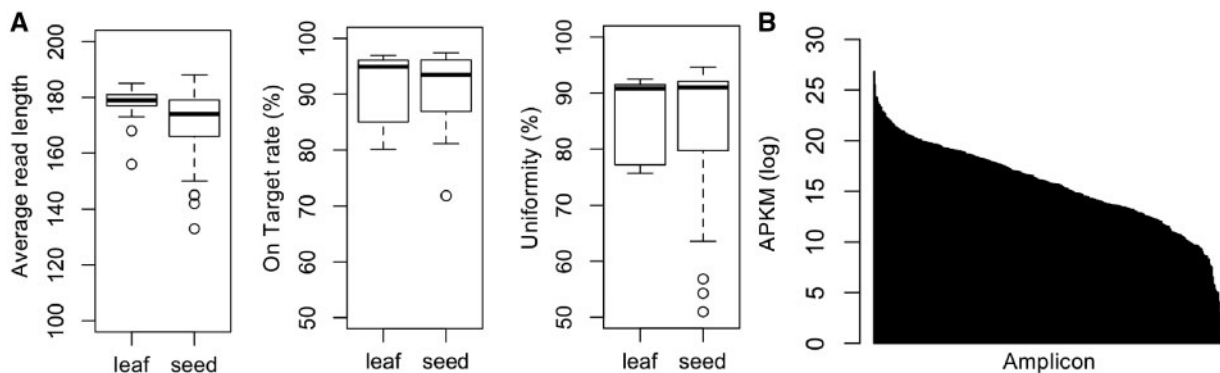 A
Average read length
200
180
160
140
120
100
leaf seed
On Target rate (%)
100
90
80
70
60
50
leaf seed
Uniformity (%)
100
90
80
70
60
50
leaf seed
B
APKM (log)
30
25
20
15
10
5
0
Amplicon